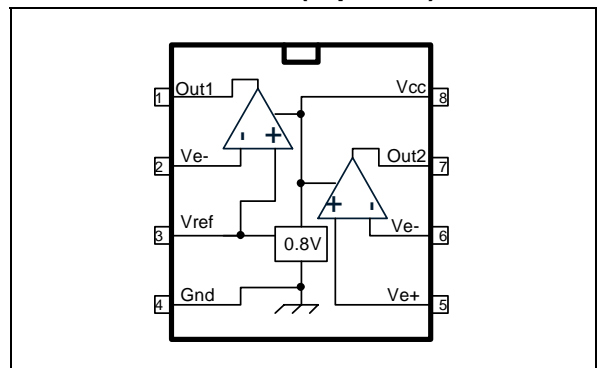 1 Out1 Vcc 8
2 Ve- Out2 7
3 Vref Ve- 6
4 Gnd Ve+ 5
- +
+ -
0.8V